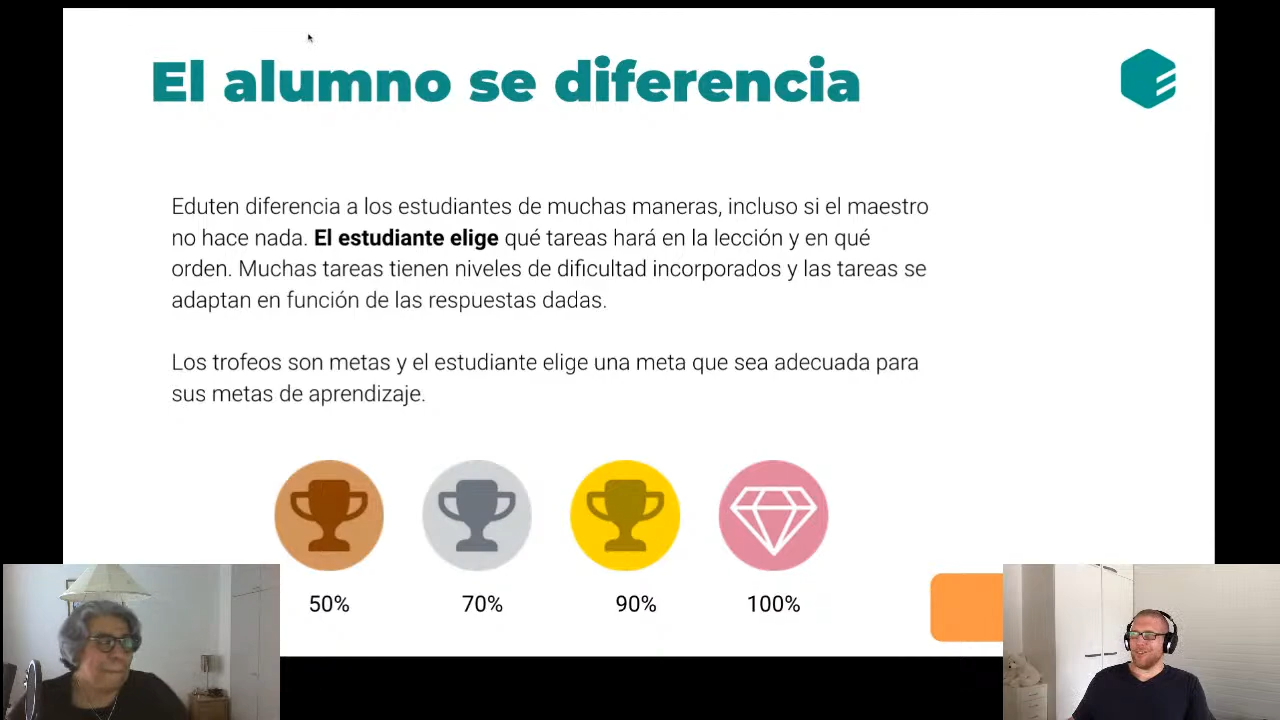 El alumno se diferencia
Eduten diferencia a los estudiantes de muchas maneras, incluso si el maestro
no hace nada. El estudiante elige qué tareas hará en la lección y en qué
orden. Muchas tareas tienen niveles de dificultad incorporados y las tareas se
adaptan en función de las respuestas dadas.
Los trofeos son metas y el estudiante elige una meta que sea adecuada para
sus metas de aprendizaje.
50%
70%
90%
100%